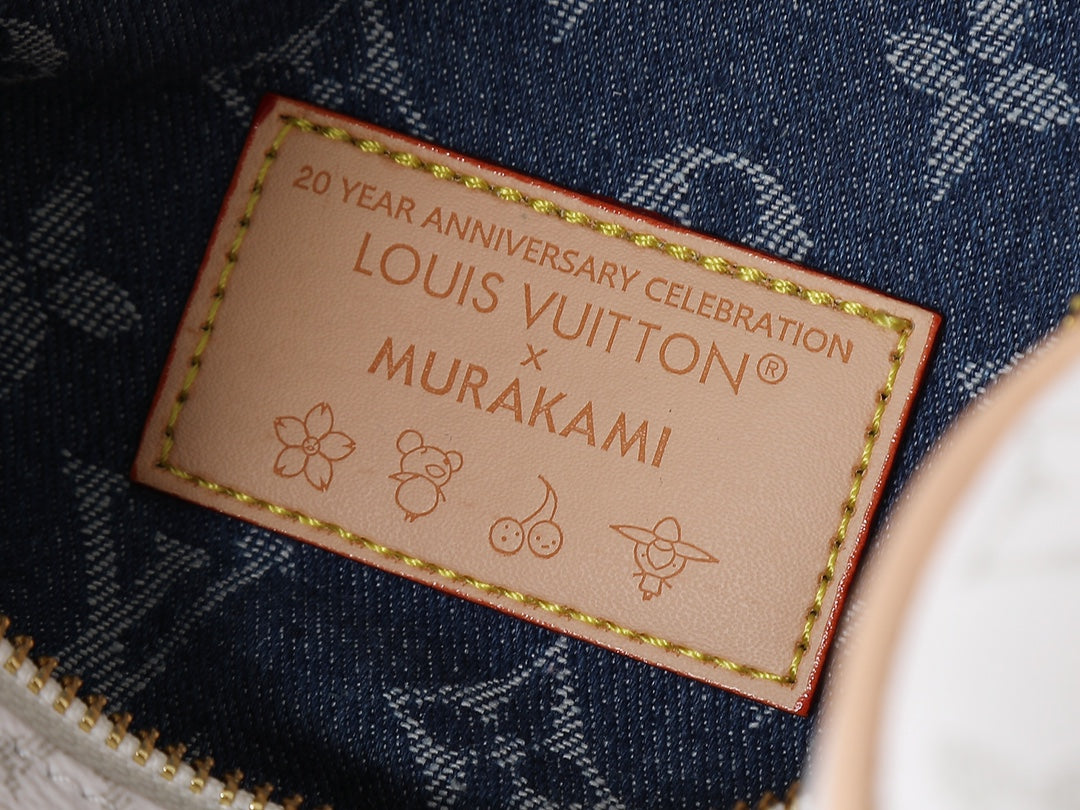 20 YEAR ANNIVERSARY CELEBRATION
LOUIS VUITTON®
×
MURAKAMI